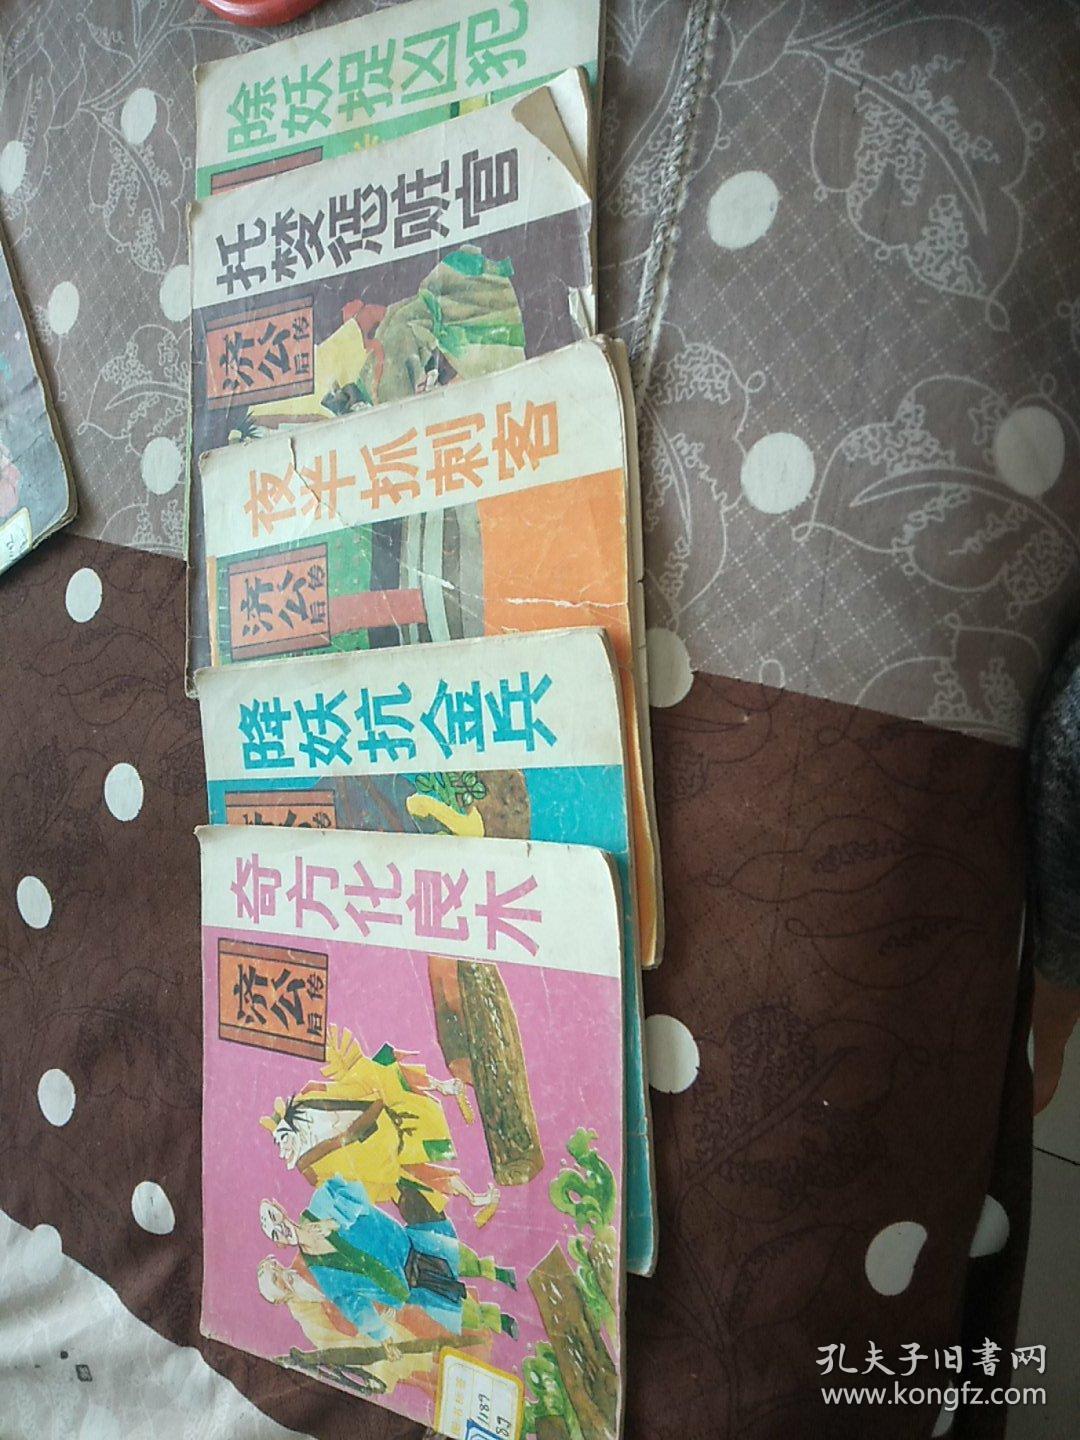 除妖捉凶犯
托梦惩赃官
济公
后传
夜半抓刺客
济公
后传
降妖抗金兵
奇方化良木
济公
后传
1187
孔夫子旧書网
www.kongfz.com